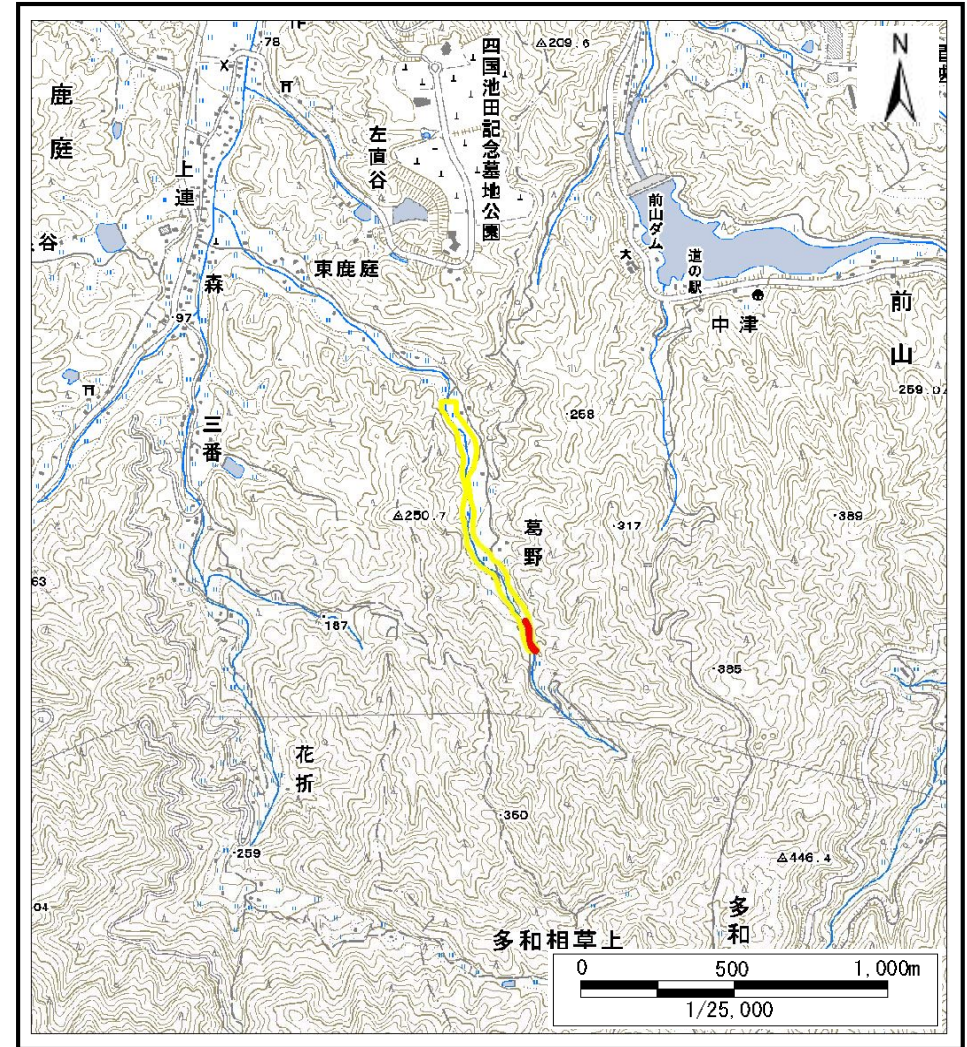 ・78
△209.6
N
四国池田記念墓地公園
鹿庭
左直谷
上連
前山ダム
谷
東鹿庭
道の駅
森
前山
中津
・97
259.0
・258
三番
△250.7
・317
・389
葛野
63
・187
・385
花折
・360
・259
△446.4
04
多和
多和相草上
0 500 1,000m
1/25,000